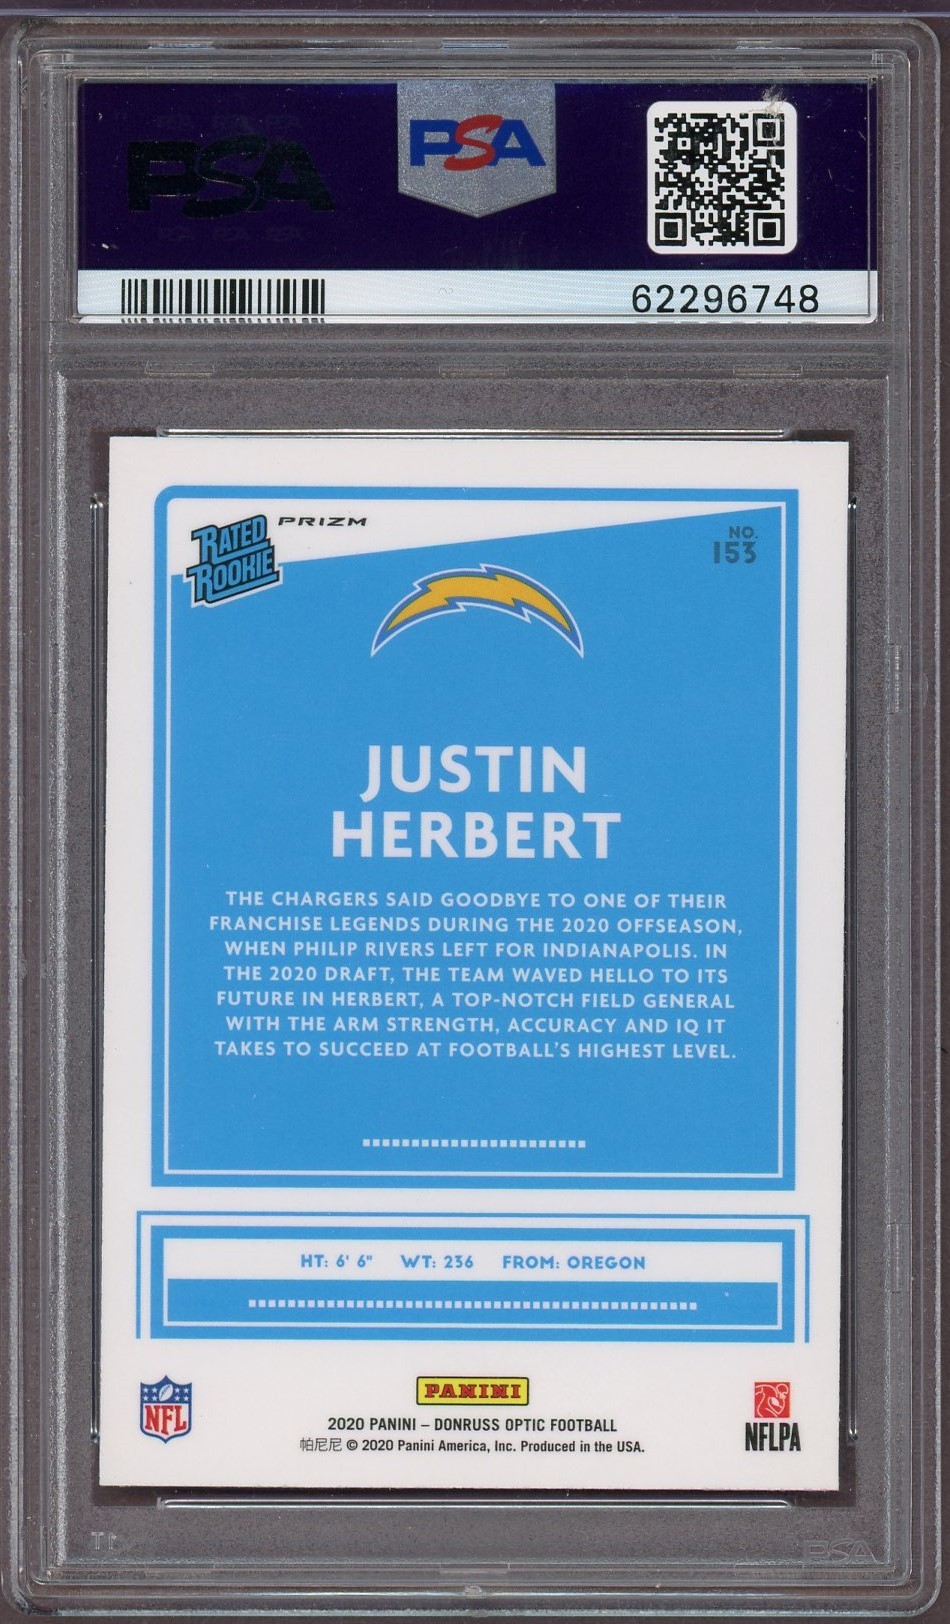 PSA
PSA
62296748
RATED
ROOKIE
PRIZM
NO.
153
JUSTIN
HERBERT
THE CHARGERS SAID GOODBYE TO ONE OF THEIR
FRANCHISE LEGENDS DURING THE 2020 OFFSEASON,
WHEN PHILIP RIVERS LEFT FOR INDIANAPOLIS. IN
THE 2020 DRAFT, THE TEAM WAVED HELLO TO ITS
FUTURE IN HERBERT, A TOP-NOTCH FIELD GENERAL
WITH THE ARM STRENGTH, ACCURACY AND IQ IT
TAKES TO SUCCEED AT FOOTBALL'S HIGHEST LEVEL.
HT: 6' 6" WT: 236 FROM: OREGON
NFL
PANINI
2020 PANINI – DONRUSS OPTIC FOOTBALL
帕尼尼 © 2020 Panini America, Inc. Produced in the USA.
NFLPA
PSA